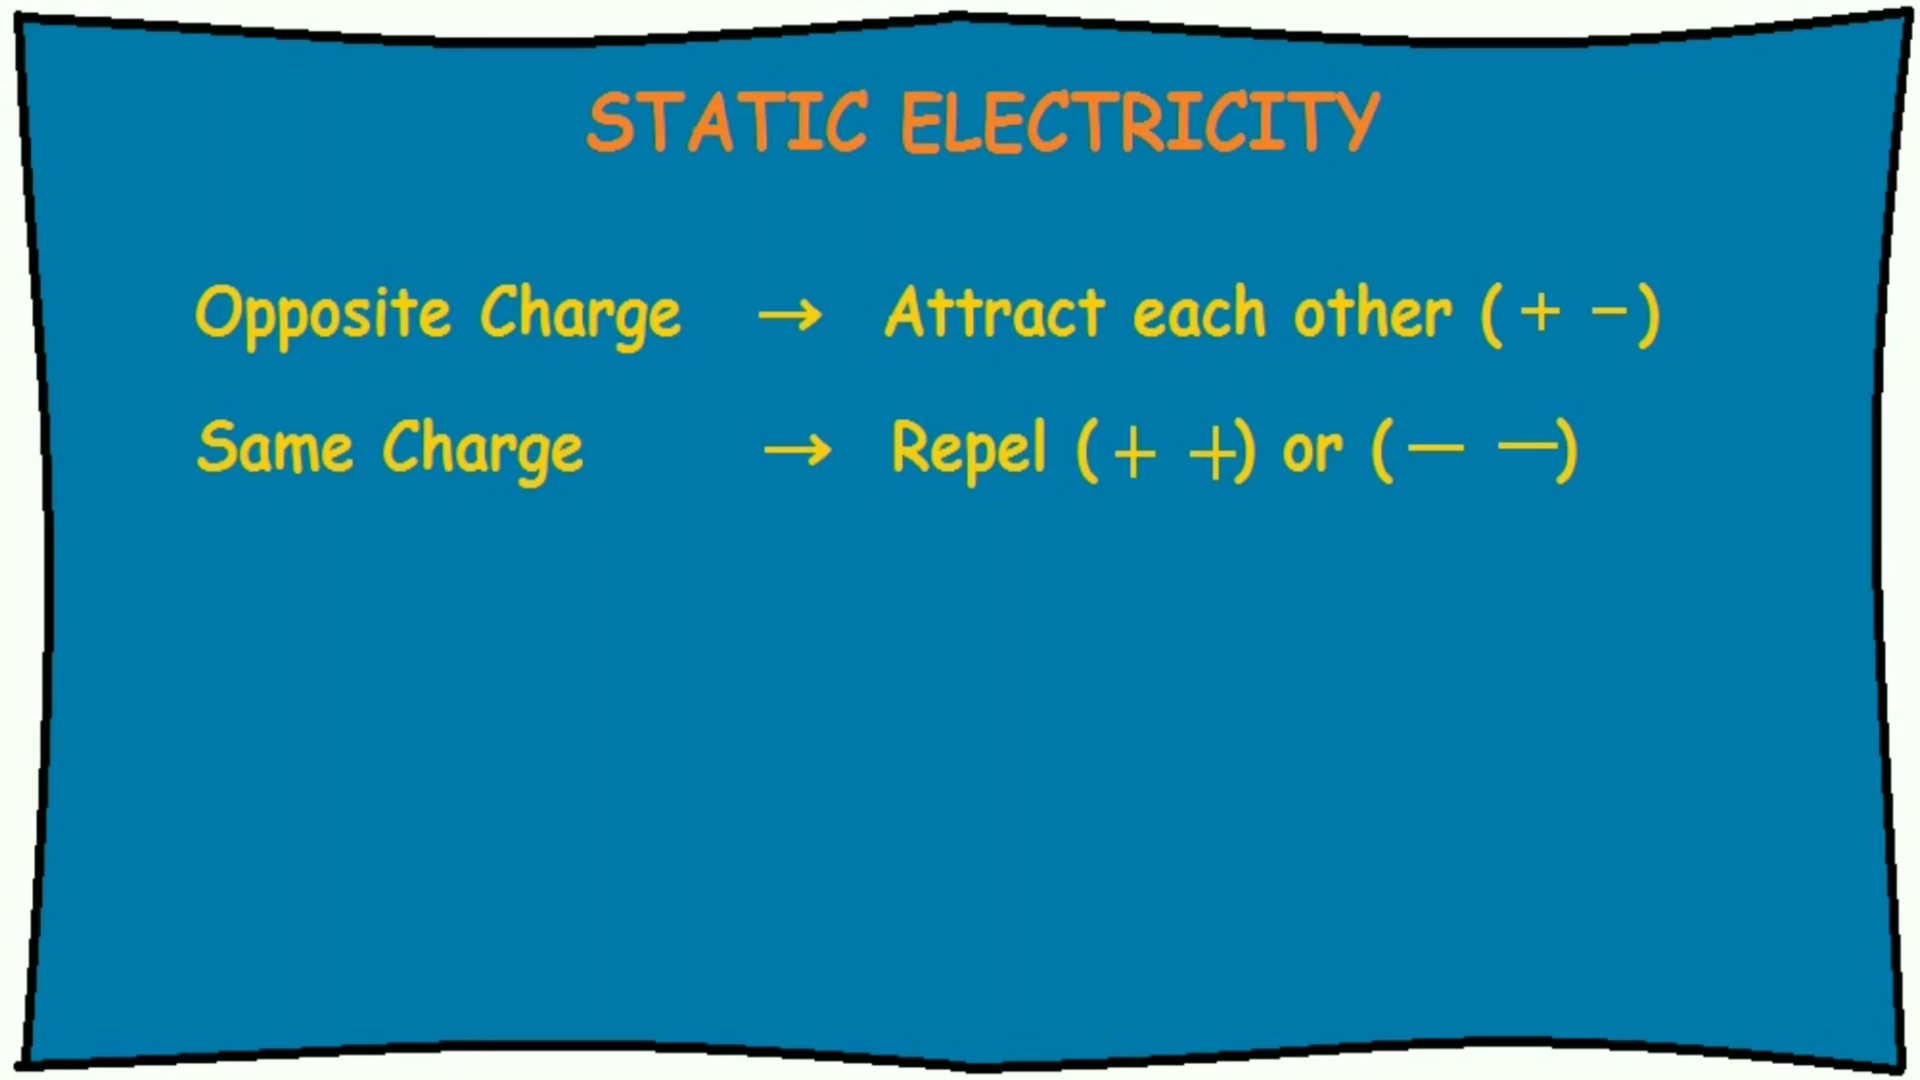 STATIC ELECTRICITY
Opposite Charge → Attract each other ( + − )
Same Charge → Repel ( + + ) or ( — — )